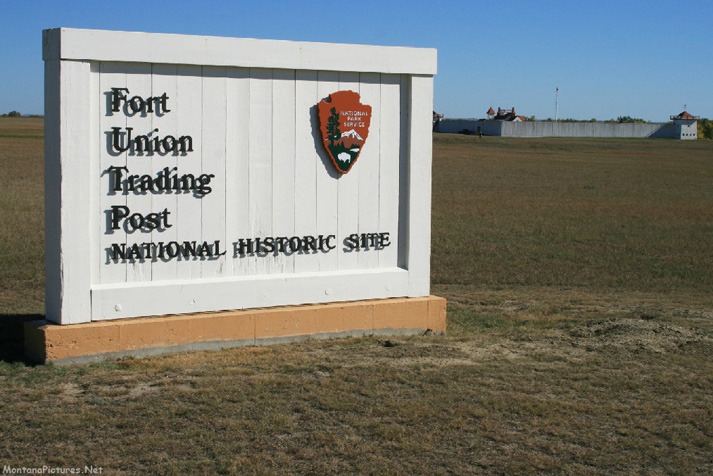 Fort
Union
Trading
Post
NATIONAL HISTORIC SITE
NATIONAL
PARK
SERVICE
MontanaPictures.Net